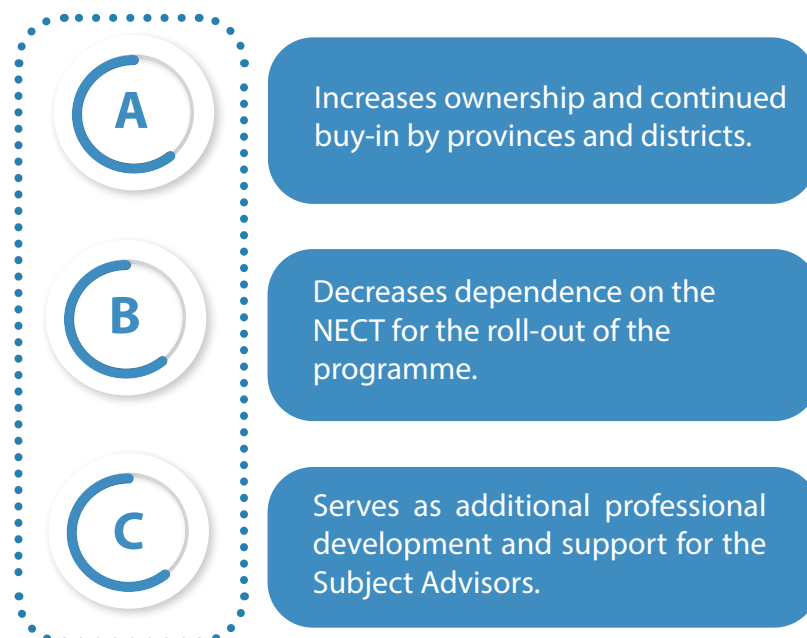 A
Increases ownership and continued
buy-in by provinces and districts.
B
Decreases dependence on the
NECT for the roll-out of the
programme.
C
Serves as additional professional
development and support for the
Subject Advisors.